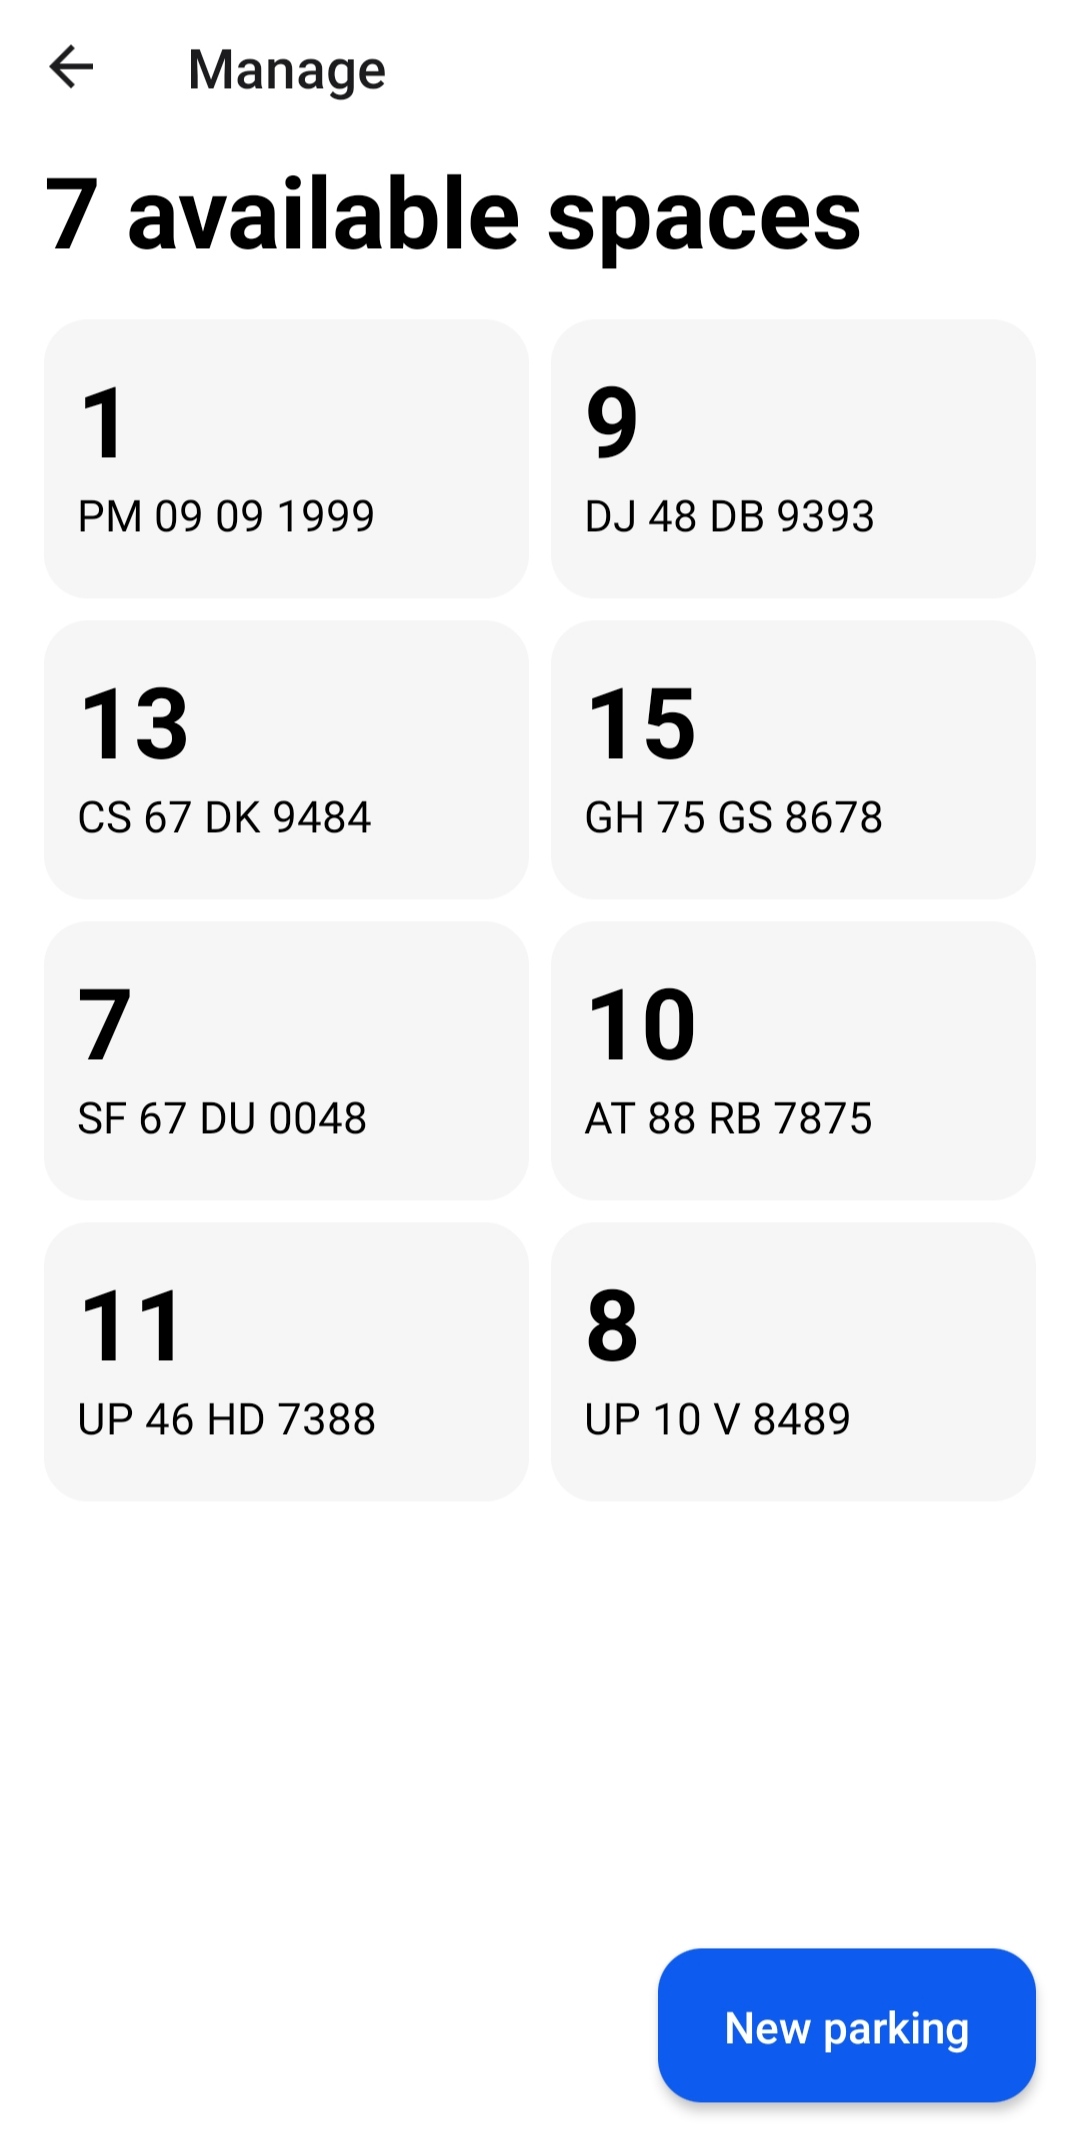 Manage
7 available spaces
1
PM 09 09 1999
9
DJ 48 DB 9393
13
CS 67 DK 9484
15
GH 75 GS 8678
7
SF 67 DU 0048
10
AT 88 RB 7875
11
UP 46 HD 7388
8
UP 10 V 8489
New parking